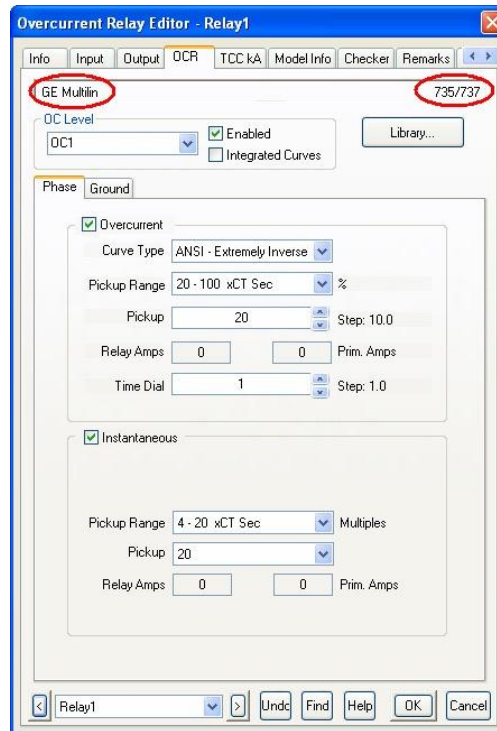 Overcurrent Relay Editor - Relay1
Info Input Output OCR TCC kA Model Info Checker Remarks
GE Multilin 735/737
OC Level
OC1
Enabled
Integrated Curves
Library...
Phase Ground
Overcurrent
Curve Type ANSI - Extremely Inverse
Pickup Range 20 - 100 xCT Sec %
Pickup 20 Step: 10.0
Relay Amps 0 0 Prim. Amps
Time Dial 1 Step: 1.0
Instantaneous
Pickup Range 4 - 20 xCT Sec Multiples
Pickup 20
Relay Amps 0 0 Prim. Amps
< Relay1 > Undo Find Help OK Cancel